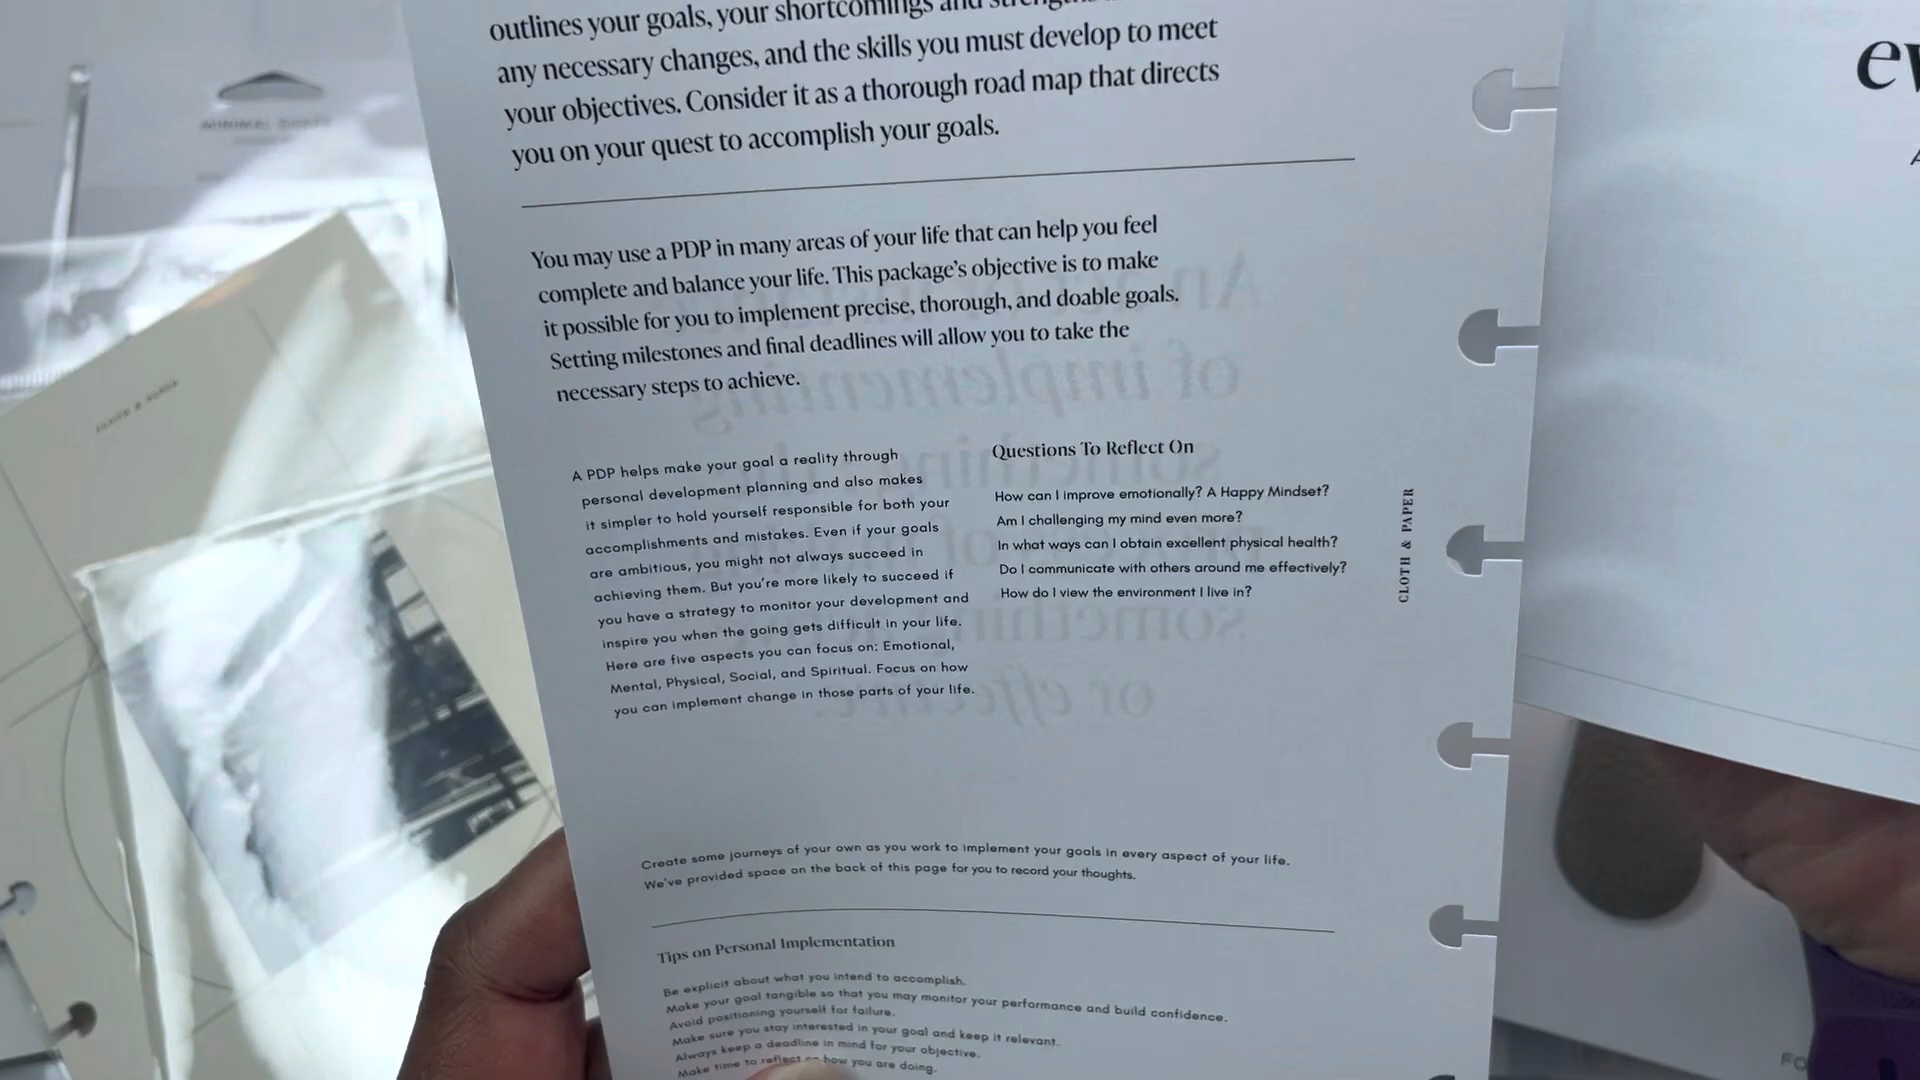 outlines your goals, your shortcomings and
any necessary changes, and the skills you must develop to meet
your objectives. Consider it as a thorough road map that directs
you on your quest to accomplish your goals.
You may use a PDP in many areas of your life that can help you feel
complete and balance your life. This package's objective is to make
it possible for you to implement precise, thorough, and doable goals.
Setting milestones and final deadlines will allow you to take the
necessary steps to achieve.
A PDP helps make your goal a reality through
personal development planning and also makes
it simpler to hold yourself responsible for both your
accomplishments and mistakes. Even if your goals
are ambitious, you might not always succeed in
achieving them. But you're more likely to succeed if
you have a strategy to monitor your development and
inspire you when the going gets difficult in your life.
Here are five aspects you can focus on: Emotional,
Mental, Physical, Social, and Spiritual. Focus on how
you can implement change in those parts of your life.
Questions To Reflect On
How can I improve emotionally? A Happy Mindset?
Am I challenging my mind even more?
In what ways can I obtain excellent physical health?
Do I communicate with others around me effectively?
How do I view the environment I live in?
CLOTH & PAPER
Create some journeys of your own as you work to implement your goals in every aspect of your life.
We've provided space on the back of this page for you to record your thoughts.
Tips on Personal Implementation
Be explicit about what you intend to accomplish.
Make your goal tangible so that you may monitor your performance and build confidence.
Avoid positioning yourself for failure.
Make sure you stay interested in your goal and keep it relevant.
Always keep a deadline in mind for your objective.
Make time to reflect on how you are doing.